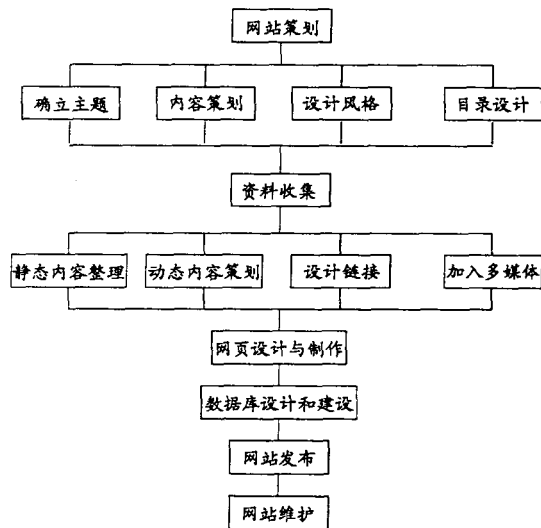 网站策划
确立主题 内容策划 设计风格 目录设计
资料收集
静态内容整理 动态内容策划 设计链接 加入多媒体
网页设计与制作
数据库设计和建设
网站发布
网站维护